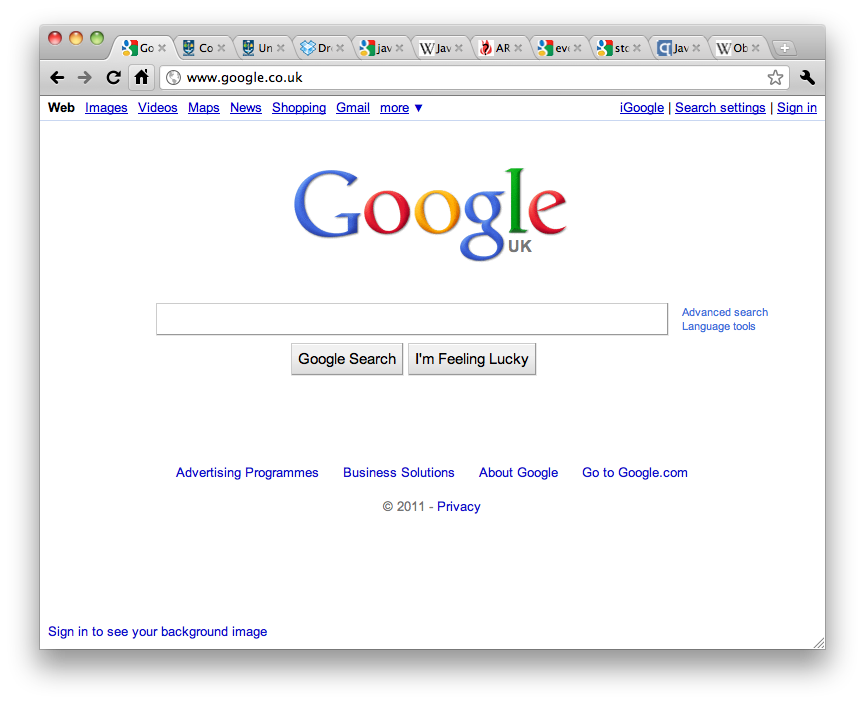 Go Co Un Dr jav Jav AR eve sto Jav Ob
www.google.co.uk
Web Images Videos Maps News Shopping Gmail more ▼ iGoogle | Search settings | Sign in
Google
UK
Advanced search
Language tools
Google Search I'm Feeling Lucky
Advertising Programmes Business Solutions About Google Go to Google.com
© 2011 - Privacy
Sign in to see your background image